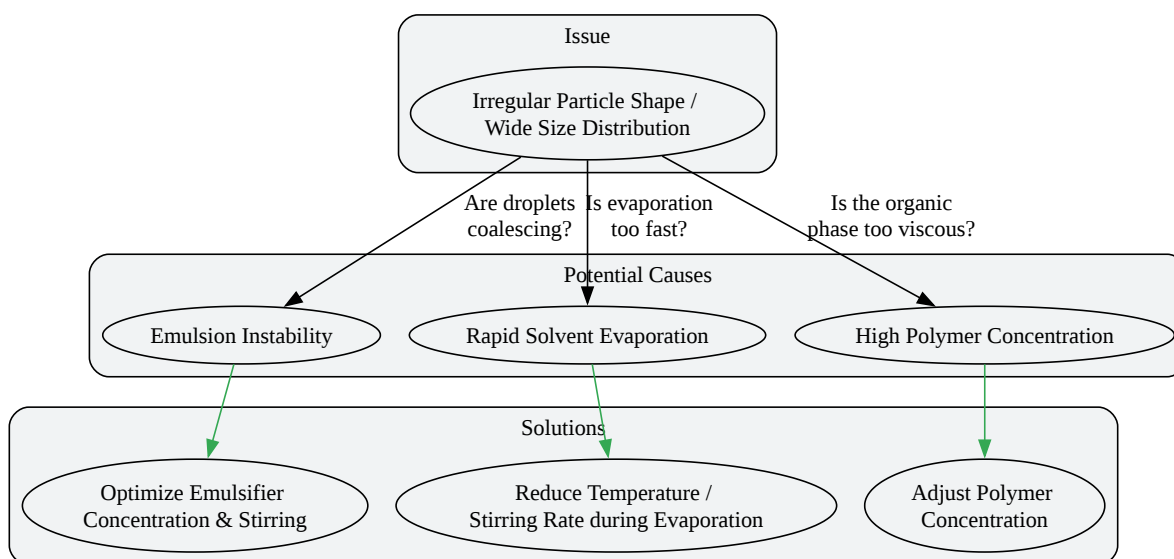 Issue
Irregular Particle Shape /
Wide Size Distribution
Are droplets
coalescing?
Is evaporation
too fast?
Is the organic
phase too viscous?
Potential Causes
Emulsion Instability
Rapid Solvent Evaporation
High Polymer Concentration
Solutions
Optimize Emulsifier
Concentration & Stirring
Reduce Temperature /
Stirring Rate during Evaporation
Adjust Polymer
Concentration